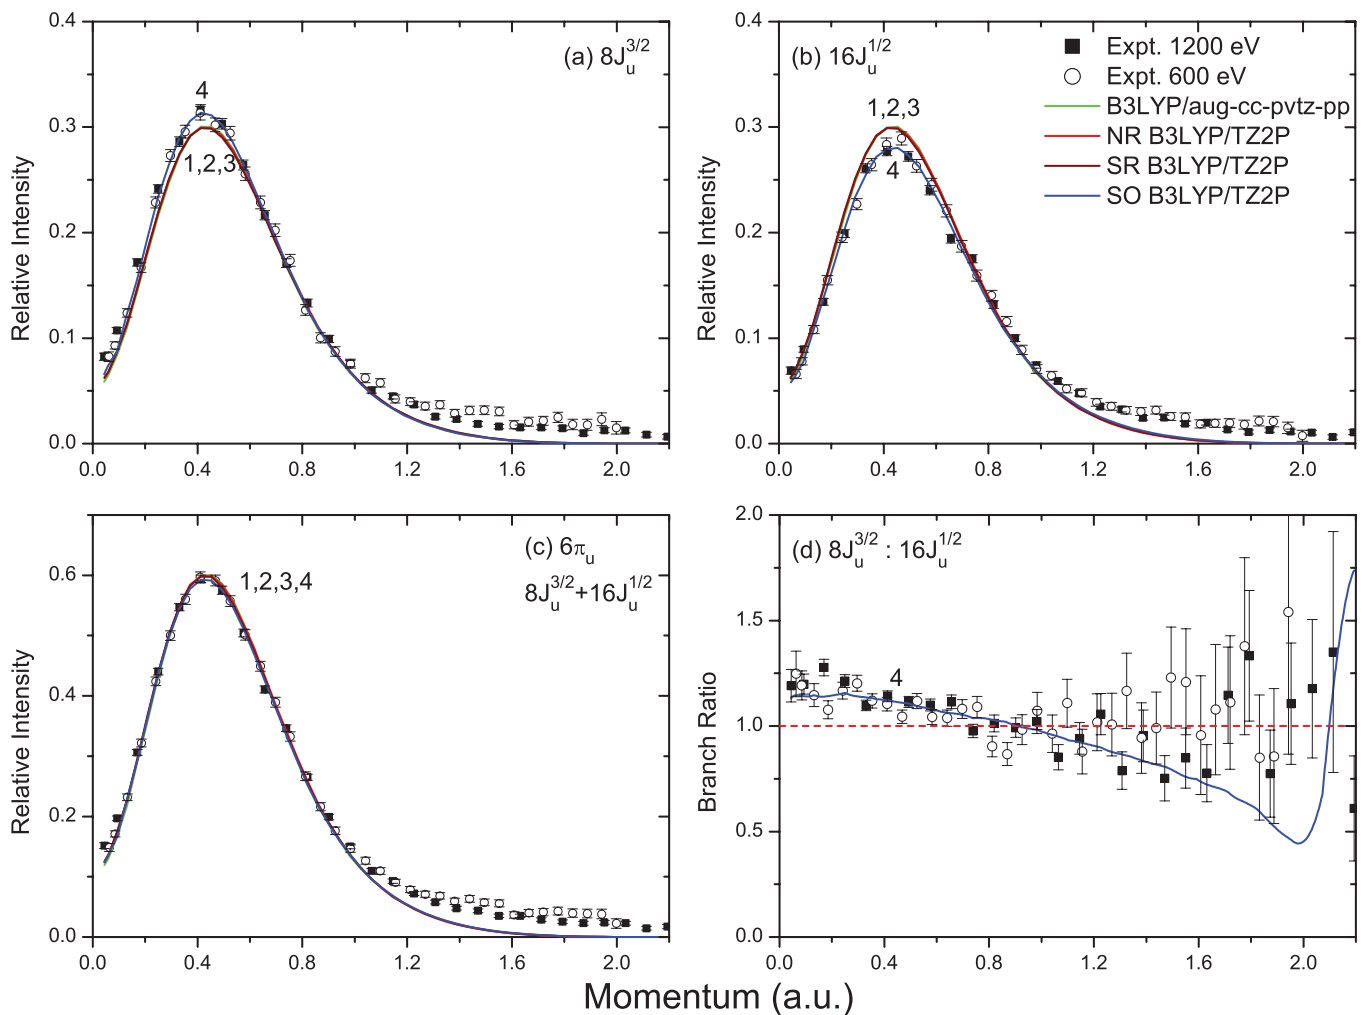 0.4
0.3
0.2
0.1
0.0
0.0 0.4 0.8 1.2 1.6 2.0
Relative Intensity
(a) 8J_u^{3/2}
4
1,2,3
0.4
0.3
0.2
0.1
0.0
0.0 0.4 0.8 1.2 1.6 2.0
Relative Intensity
(b) 16J_u^{1/2}
1,2,3
4
Expt. 1200 eV
Expt. 600 eV
B3LYP/aug-cc-pvtz-pp
NR B3LYP/TZ2P
SR B3LYP/TZ2P
SO B3LYP/TZ2P
0.6
0.4
0.2
0.0
0.0 0.4 0.8 1.2 1.6 2.0
Relative Intensity
(c) 6π_u
8J_u^{3/2}+16J_u^{1/2}
1,2,3,4
2.0
1.5
1.0
0.5
0.0
0.0 0.4 0.8 1.2 1.6 2.0
Branch Ratio
(d) 8J_u^{3/2} : 16J_u^{1/2}
4
Momentum (a.u.)